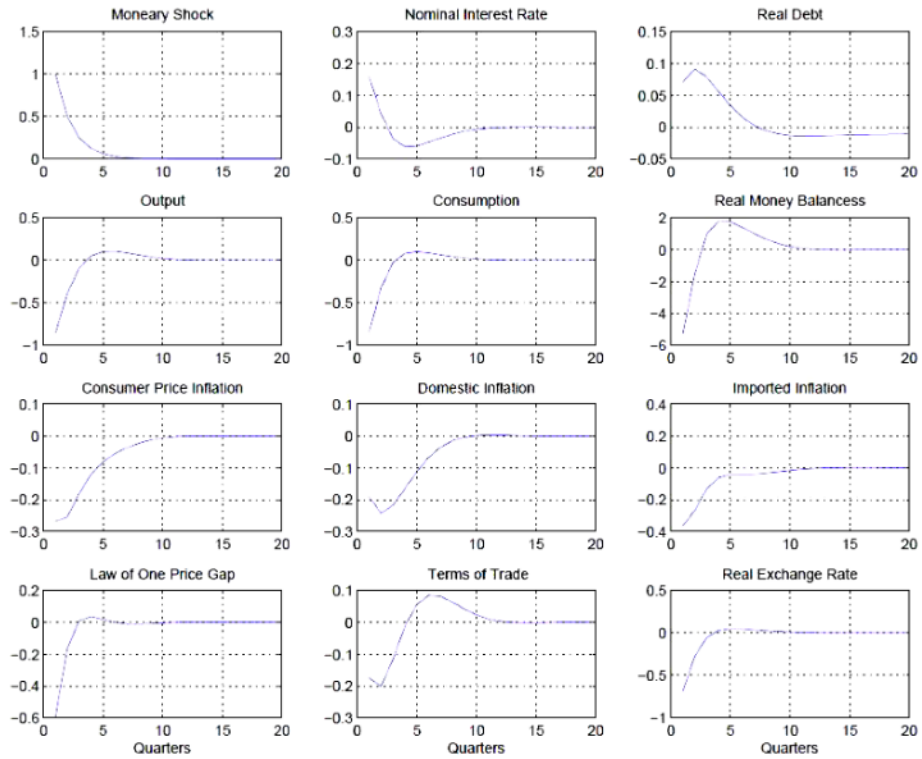 Moneary Shock
1.5
1
0.5
0
0 5 10 15 20
Nominal Interest Rate
0.3
0.2
0.1
0
−0.1
0 5 10 15 20
Real Debt
0.15
0.1
0.05
0
−0.05
0 5 10 15 20
Output
0.5
0
−0.5
−1
0 5 10 15 20
Consumption
0.5
0
−0.5
−1
0 5 10 15 20
Real Money Balancess
2
0
−2
−4
−6
0 5 10 15 20
Consumer Price Inflation
0.1
0
−0.1
−0.2
−0.3
0 5 10 15 20
Domestic Inflation
0.1
0
−0.1
−0.2
−0.3
0 5 10 15 20
Imported Inflation
0.4
0.2
0
−0.2
−0.4
0 5 10 15 20
Law of One Price Gap
0.2
0
−0.2
−0.4
−0.6
0 5 10 15 20
Quarters
Terms of Trade
0.1
0
−0.1
−0.2
−0.3
0 5 10 15 20
Quarters
Real Exchange Rate
0.5
0
−0.5
−1
0 5 10 15 20
Quarters